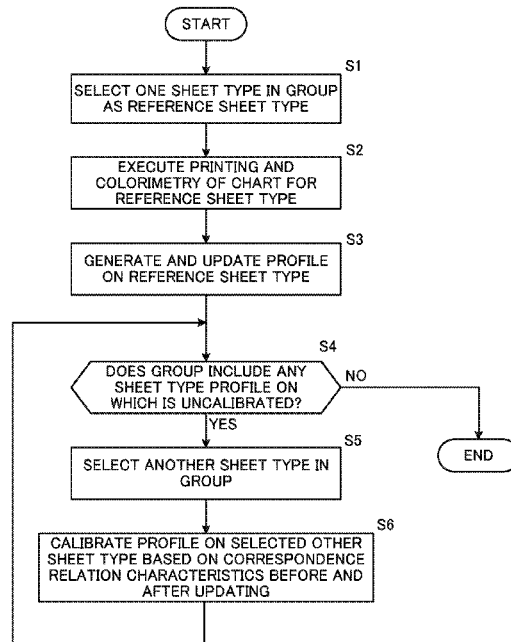 START
S1
SELECT ONE SHEET TYPE IN GROUP
AS REFERENCE SHEET TYPE
S2
EXECUTE PRINTING AND
COLORIMETRY OF CHART FOR
REFERENCE SHEET TYPE
S3
GENERATE AND UPDATE PROFILE
ON REFERENCE SHEET TYPE
S4
DOES GROUP INCLUDE ANY
SHEET TYPE PROFILE ON
WHICH IS UNCALIBRATED?
NO
YES
END
S5
SELECT ANOTHER SHEET TYPE IN
GROUP
S6
CALIBRATE PROFILE ON SELECTED OTHER
SHEET TYPE BASED ON CORRESPONDENCE
RELATION CHARACTERISTICS BEFORE AND
AFTER UPDATING